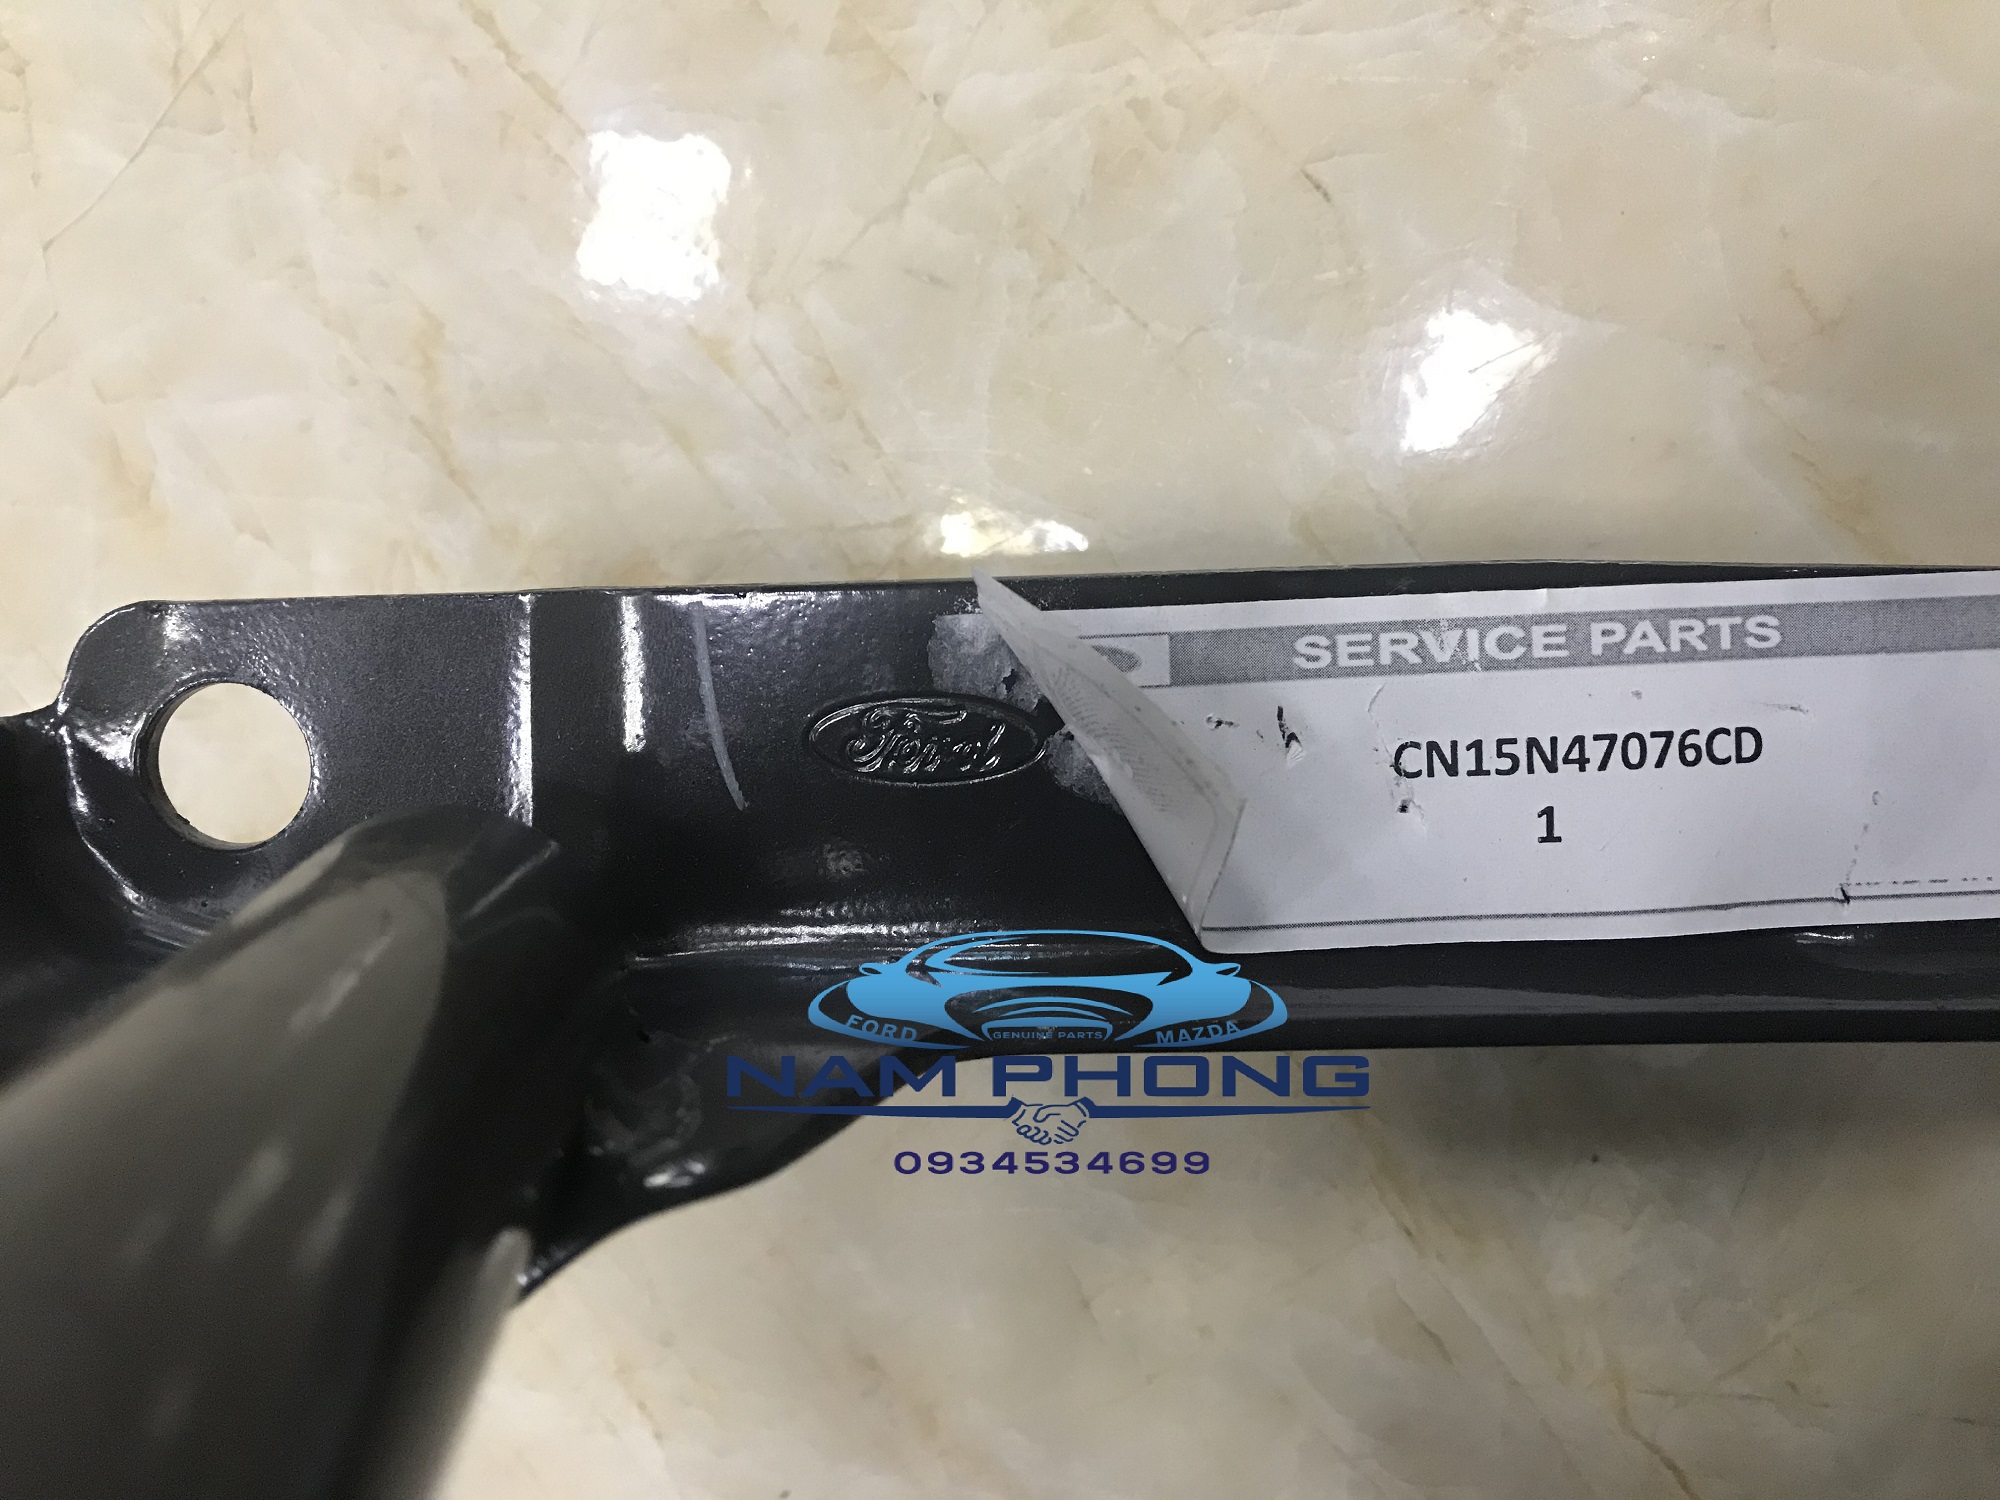 SERVICE PARTS
Ford
CN15N47076CD
1
FORD
GENUINE PARTS
MAZDA
NAM PHONG
0934534699